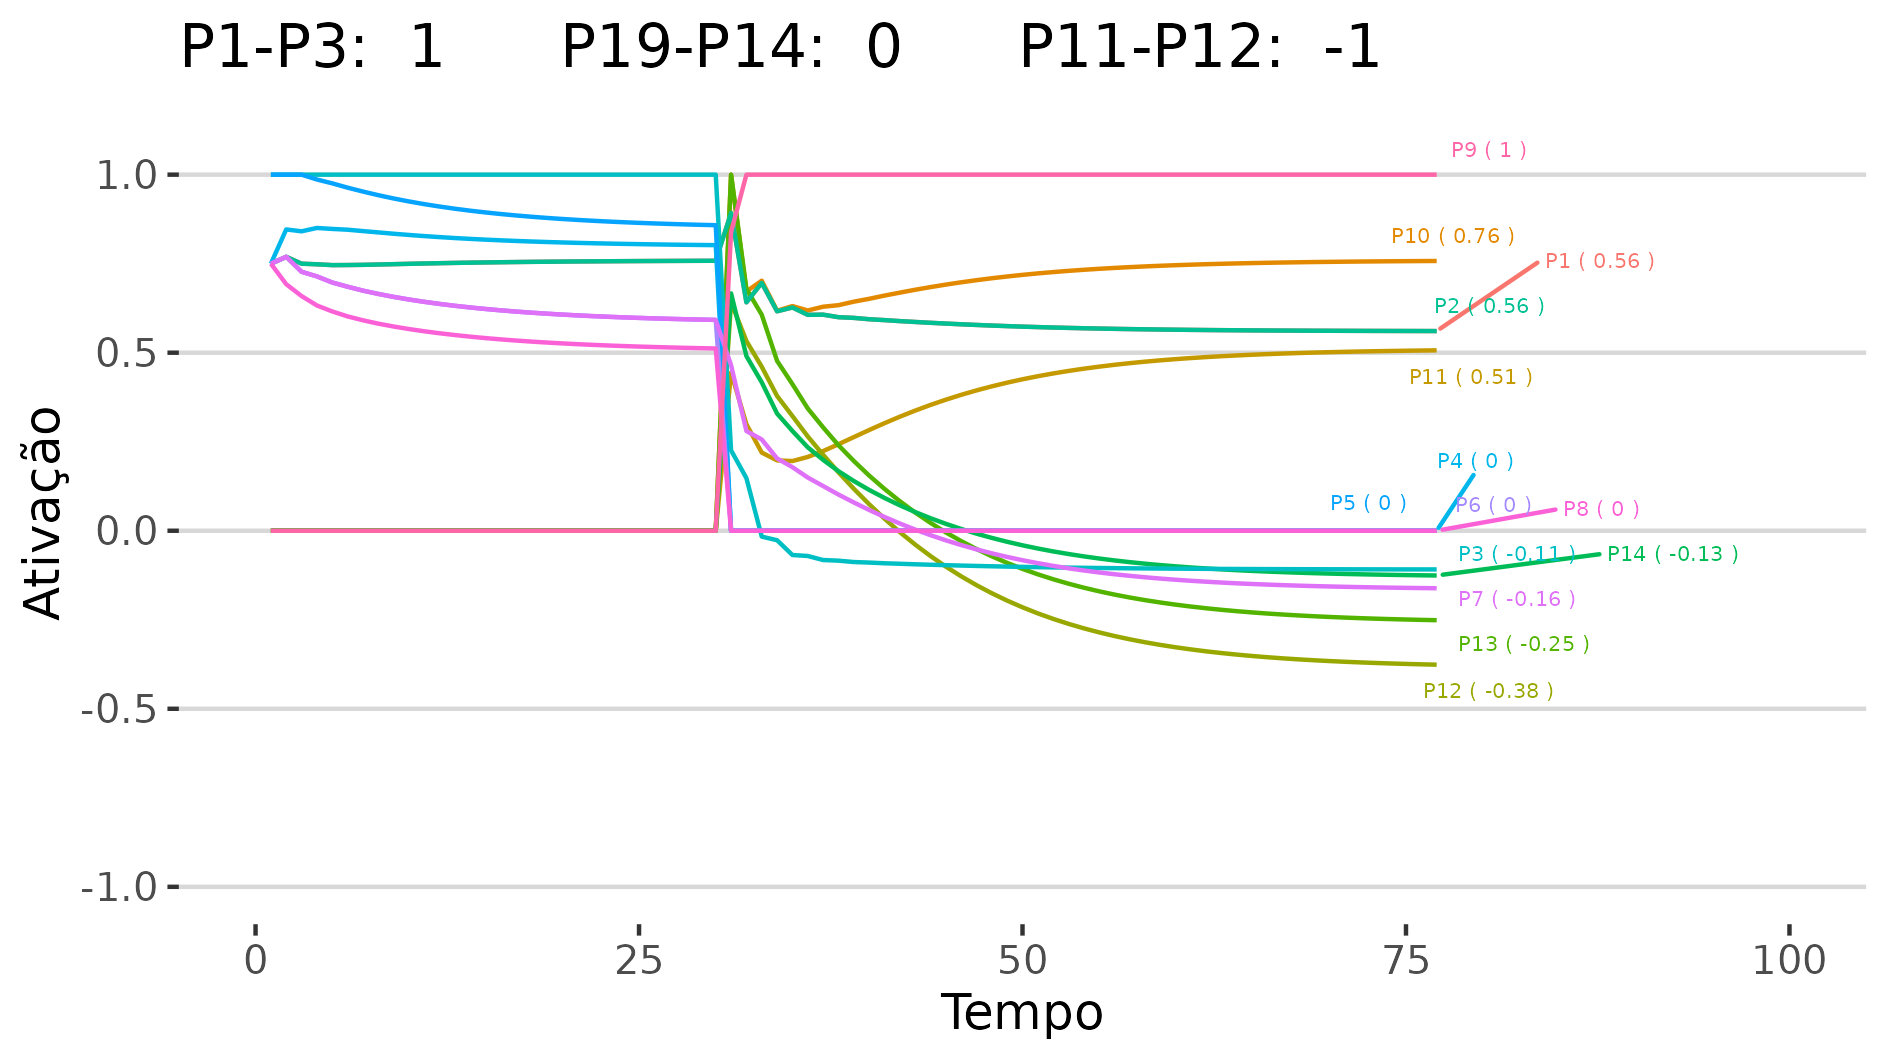 P1-P3:  1      P19-P14:  0      P11-P12:  -1
P9 ( 1 )
1.0
P10 ( 0.76 )
P1 ( 0.56 )
P2 ( 0.56 )
0.5
P11 ( 0.51 )
P4 ( 0 )
P5 ( 0 )
P6 ( 0 )
P8 ( 0 )
0.0
P3 ( -0.11 )
P14 ( -0.13 )
P7 ( -0.16 )
P13 ( -0.25 )
P12 ( -0.38 )
-0.5
-1.0
Ativação
0 25 50 75 100
Tempo